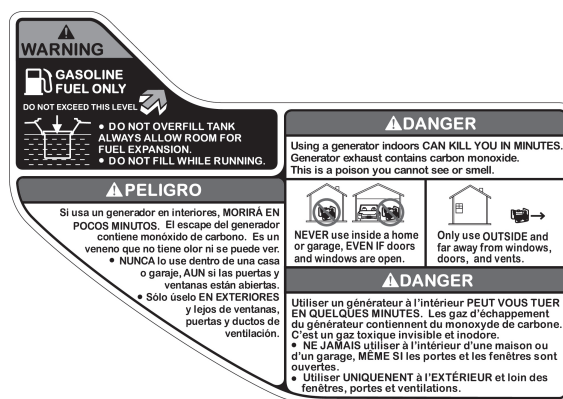 WARNING
GASOLINE
FUEL ONLY
DO NOT EXCEED THIS LEVEL
• DO NOT OVERFILL TANK
ALWAYS ALLOW ROOM FOR
FUEL EXPANSION.
• DO NOT FILL WHILE RUNNING.
PELIGRO
Si usa un generador en interiores, MORIRÁ EN
POCOS MINUTOS. El escape del generador
contiene monóxido de carbono. Es un
veneno que no tiene olor ni se puede ver.
• NUNCA lo use dentro de una casa
o garaje, AUN si las puertas y
ventanas están abiertas.
• Sólo úselo EN EXTERIORES
y lejos de ventanas,
puertas y ductos de
ventilación.
DANGER
Using a generator indoors CAN KILL YOU IN MINUTES.
Generator exhaust contains carbon monoxide.
This is a poison you cannot see or smell.
NEVER use inside a home
or garage, EVEN IF doors
and windows are open.
Only use OUTSIDE and
far away from windows,
doors, and vents.
DANGER
Utiliser un générateur à l'intérieur PEUT VOUS TUER
EN QUELQUES MINUTES. Les gaz d'échappement
du générateur contiennent du monoxyde de carbone.
C'est un gaz toxique invisible et inodore.
• NE JAMAIS utiliser à l'intérieur d'une maison ou
d'un garage, MÊME SI les portes et les fenêtres sont
ouvertes.
• Utiliser UNIQUENENT à l'EXTÉRIEUR et loin des
fenêtres, portes et ventilations.